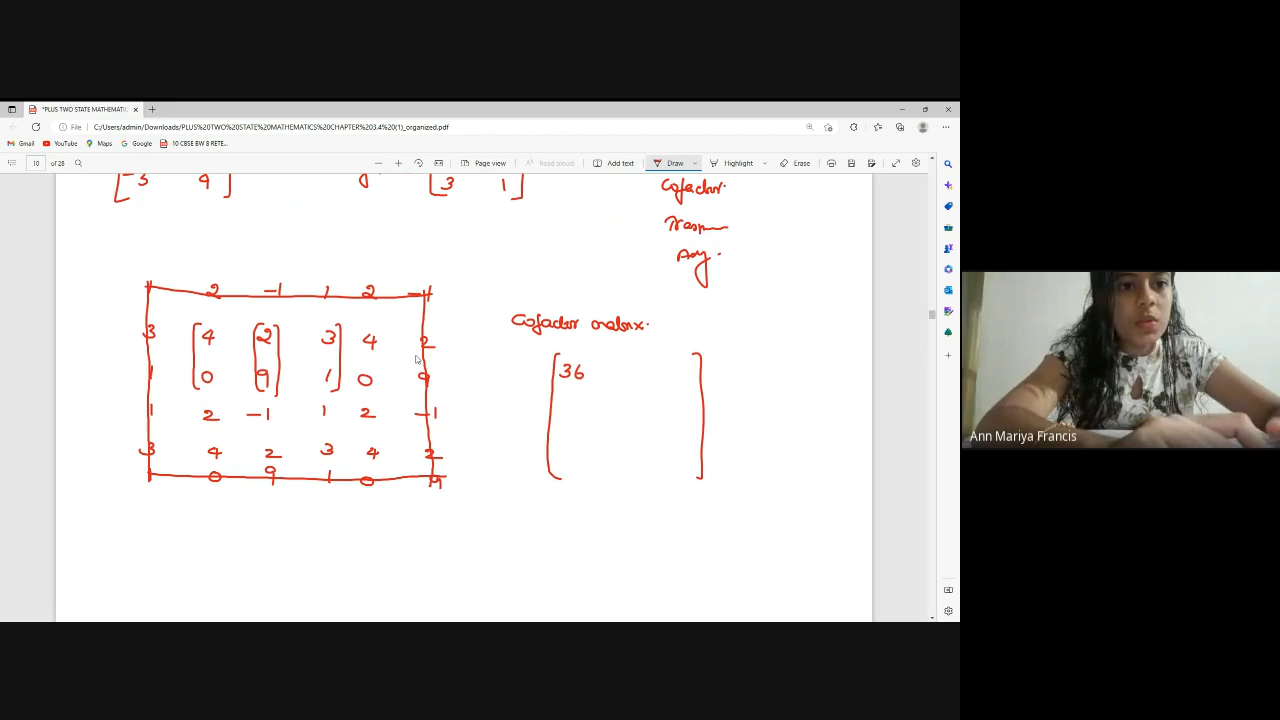 *PLUS TWO STATE MATHEMATIC
File C:/Users/admin/Downloads/PLUS%20TWO%20STATE%20MATHEMATICS%20CHAPTER%203.4%20(1)_organized.pdf
Gmail YouTube Maps Google 10 CBSE BW 8 RETE...
10 of 28 Page view Read aloud Add text Draw Highlight Erase
-3 9 3 1
Cofactor.
Adj.
1 2 -1 1 2 -1
3 4 2 3 4 2
1 0 9 1 0 9
1 2 -1 1 2 -1
3 4 2 3 4 2
1 0 9 1 0 9
Cofactor matrix.
36
Ann Mariya Francis